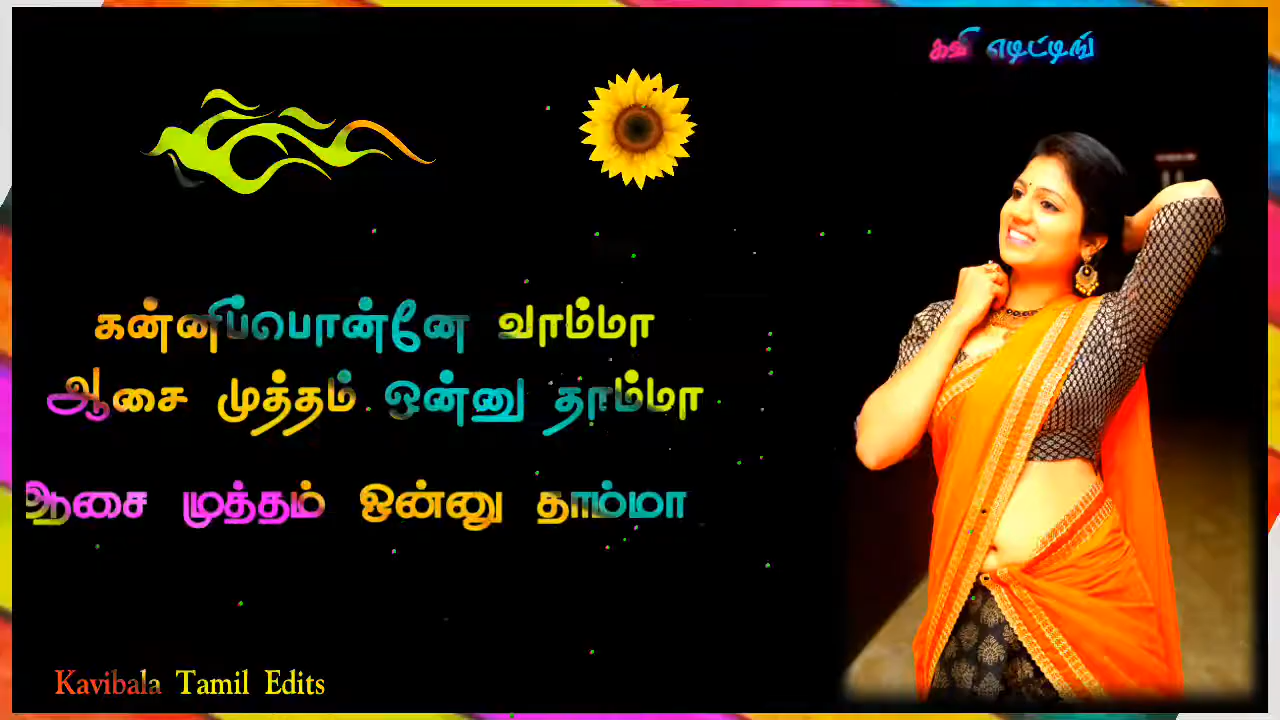 கவி எடிட்டிங்
கன்னிப்பொன்னே வாம்மா
ஆசை முத்தம் ஒன்னு தாம்மா
ஆசை முத்தம் ஒன்னு தாம்மா
Kavibala Tamil Edits